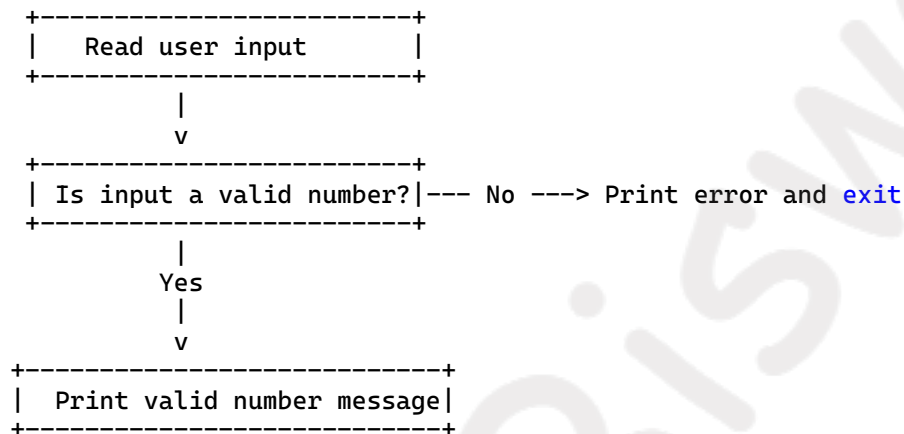 +-------------------------+
|   Read user input       |
+-------------------------+
|
v
+-------------------------+
| Is input a valid number?|--- No ---> Print error and exit
+-------------------------+
|
Yes
|
v
+----------------------------+
|  Print valid number message|
+----------------------------+